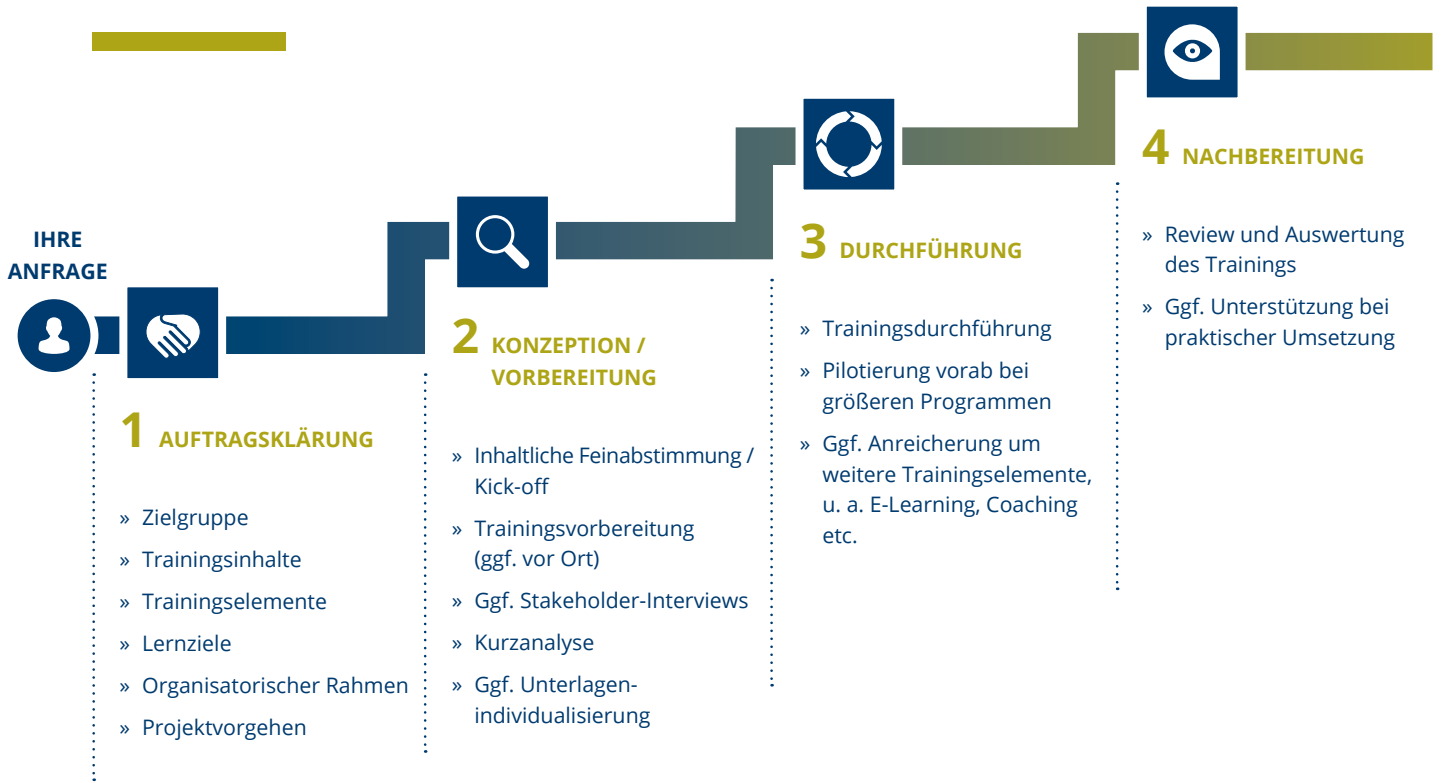 IHRE
ANFRAGE
1 AUFTRAGSKLÄRUNG
» Zielgruppe
» Trainingsinhalte
» Trainingselemente
» Lernziele
» Organisatorischer Rahmen
» Projektvorgehen
2 KONZEPTION /
VORBEREITUNG
» Inhaltliche Feinabstimmung /
Kick-off
» Trainingsvorbereitung
(ggf. vor Ort)
» Ggf. Stakeholder-Interviews
» Kurzanalyse
» Ggf. Unterlagen-
individualisierung
3 DURCHFÜHRUNG
» Trainingsdurchführung
» Pilotierung vorab bei
größeren Programmen
» Ggf. Anreicherung um
weitere Trainingselemente,
u. a. E-Learning, Coaching
etc.
4 NACHBEREITUNG
» Review und Auswertung
des Trainings
» Ggf. Unterstützung bei
praktischer Umsetzung